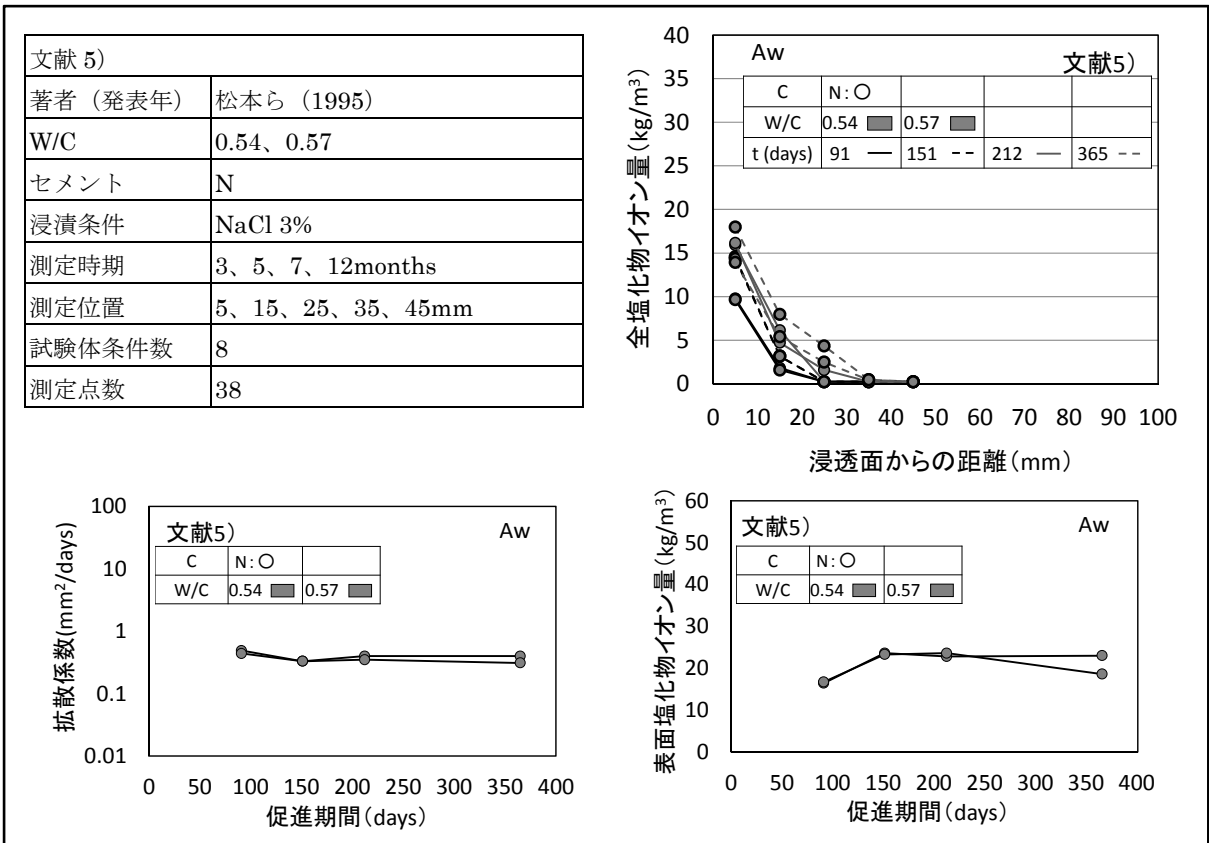 文献 5)
著者（発表年） 松本ら（1995）
W/C 0.54、0.57
セメント N
浸漬条件 NaCl 3%
測定時期 3、5、7、12months
測定位置 5、15、25、35、45mm
試験体条件数 8
測定点数 38
全塩化物イオン量(kg/m³)
40
35
30
25
20
15
10
5
0
Aw 文献5)
C N:○
W/C 0.54 0.57
t (days) 91 151 212 365
0 10 20 30 40 50 60 70 80 90 100
浸透面からの距離(mm)
拡散係数(mm²/days)
100
10
1
0.1
0.01
文献5) Aw
C N:○
W/C 0.54 0.57
0 50 100 150 200 250 300 350 400
促進期間(days)
表面塩化物イオン量(kg/m³)
60
50
40
30
20
10
0
文献5) Aw
C N:○
W/C 0.54 0.57
0 50 100 150 200 250 300 350 400
促進期間(days)